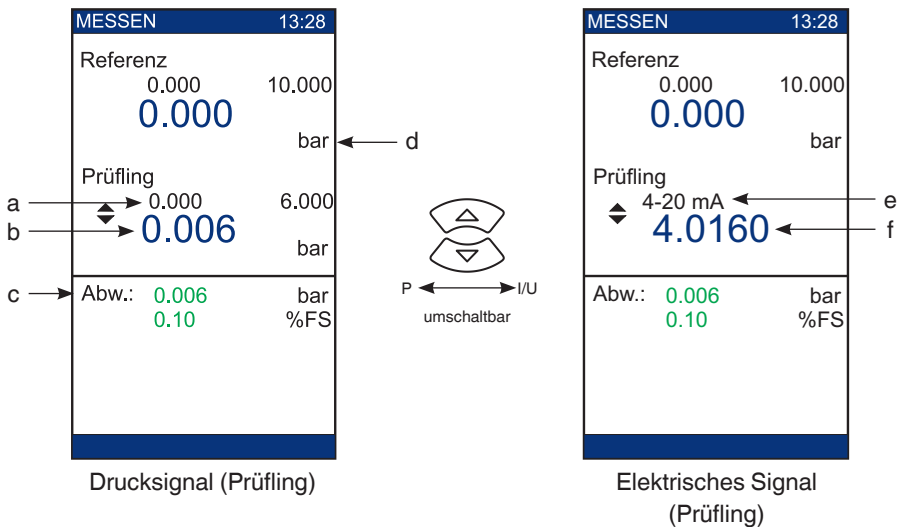 MESSEN 13:28
Referenz
0.000 10.000
0.000
bar
d
Prüfling
a
0.000 6.000
b
0.006
bar
c
Abw.: 0.006 bar
0.10 %FS
Drucksignal (Prüfling)
P I/U
umschaltbar
MESSEN 13:28
Referenz
0.000 10.000
0.000
bar
Prüfling
4-20 mA
e
4.0160
f
Abw.: 0.006 bar
0.10 %FS
Elektrisches Signal
(Prüfling)